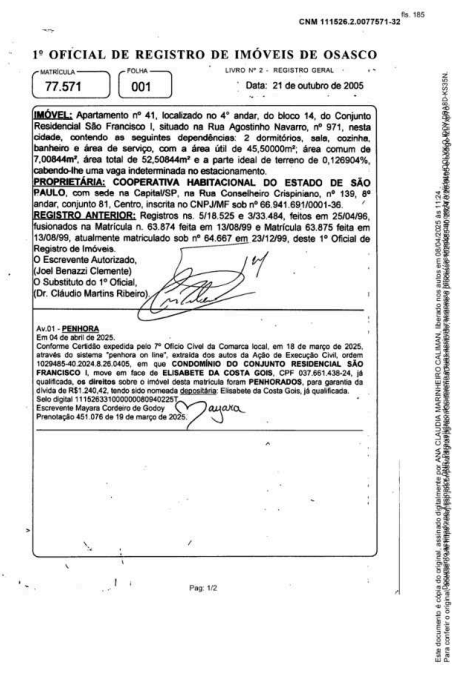 fls. 185
CNM 111526.2.0077571-32
1º OFICIAL DE REGISTRO DE IMÓVEIS DE OSASCO
MATRÍCULA
77.571
FOLHA
001
LIVRO Nº 2 - REGISTRO GERAL
Data: 21 de outubro de 2005
IMÓVEL: Apartamento nº 41, localizado no 4° andar, do bloco 14, do Conjunto
Residencial São Francisco I, situado na Rua Agostinho Navarro, nº 971, nesta
cidade, contendo as seguintes dependências: 2 dormitórios, sala, cozinha,
banheiro e área de serviço, com a área útil de 45,50000m²; área comum de
7,00844m², área total de 52,50844m² e a parte ideal de terreno de 0,126904%,
cabendo-lhe uma vaga indeterminada no estacionamento.
PROPRIETÁRIA: COOPERATIVA HABITACIONAL DO ESTADO DE SÃO
PAULO, com sede na Capital/SP, na Rua Conselheiro Crispiniano, nº 139, 8º
andar, conjunto 81, Centro, inscrita no CNPJ/MF sob nº 66.941.691/0001-36.
REGISTRO ANTERIOR: Registros ns. 5/18.525 e 3/33.484, feitos em 25/04/96,
fusionados na Matrícula n. 63.874 feita em 13/08/99 e Matrícula 63.875 feita em
13/08/99, atualmente matriculado sob nº 64.667 em 23/12/99, deste 1º Oficial de
Registro de Imóveis.
O Escrevente Autorizado,
(Joel Benazzi Clemente)
O Substituto do 1º Oficial,
(Dr. Cláudio Martins Ribeiro)
Av.01 - PENHORA
Em 04 de abril de 2025.
Conforme Certidão expedida pelo 7º Ofício Cível da Comarca local, em 18 de março de 2025,
através do sistema "penhora on line", extraída dos autos da Ação de Execução Civil, ordem
1029485-40.2024.8.26.0405, em que CONDOMÍNIO DO CONJUNTO RESIDENCIAL SÃO
FRANCISCO I, move em face de ELISABETE DA COSTA GOIS, CPF 037.661.438-24, já
qualificada, os direitos sobre o imóvel desta matrícula foram PENHORADOS, para garantia da
dívida de R$1.240,42, tendo sido nomeada depositária: Elisabete da Costa Gois, já qualificada.
Selo digital 1115263310000000080940225T
Escrevente Mayara Cordeiro de Godoy
Mayara
Prenotação 451.076 de 19 de março de 2025.
Pag: 1/2
Este documento é cópia do original, assinado digitalmente por ANA CLAUDIA MARNHEIRO CALIMAN, liberado nos autos em 08/04/2025 às 11:24
Para conferir o original,